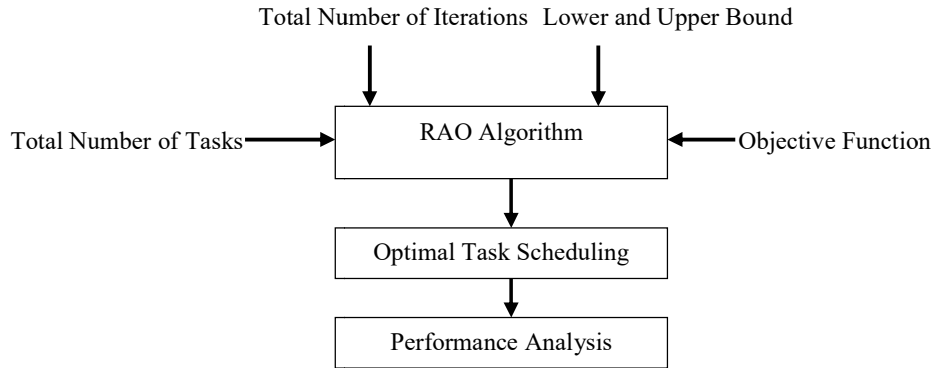 Total Number of Iterations Lower and Upper Bound
RAO Algorithm
Total Number of Tasks
Objective Function
Optimal Task Scheduling
Performance Analysis